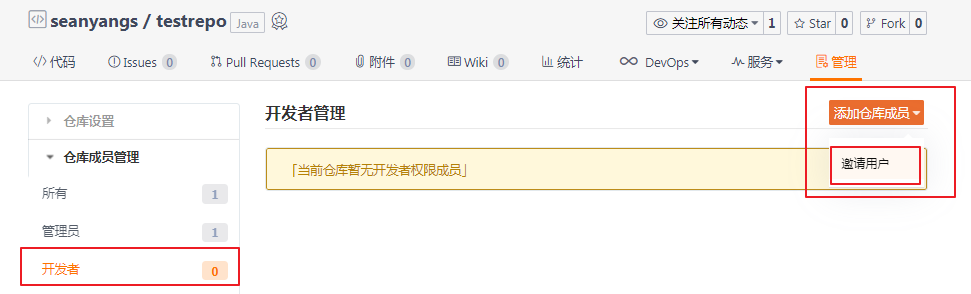 seanyangs / testrepo Java
关注所有动态 1 Star 0 Fork 0
代码 Issues 0 Pull Requests 0 附件 0 Wiki 0 统计 DevOps 服务 管理
仓库设置
仓库成员管理
所有 1
管理员 1
开发者 0
开发者管理
添加仓库成员
邀请用户
「当前仓库暂无开发者权限成员」